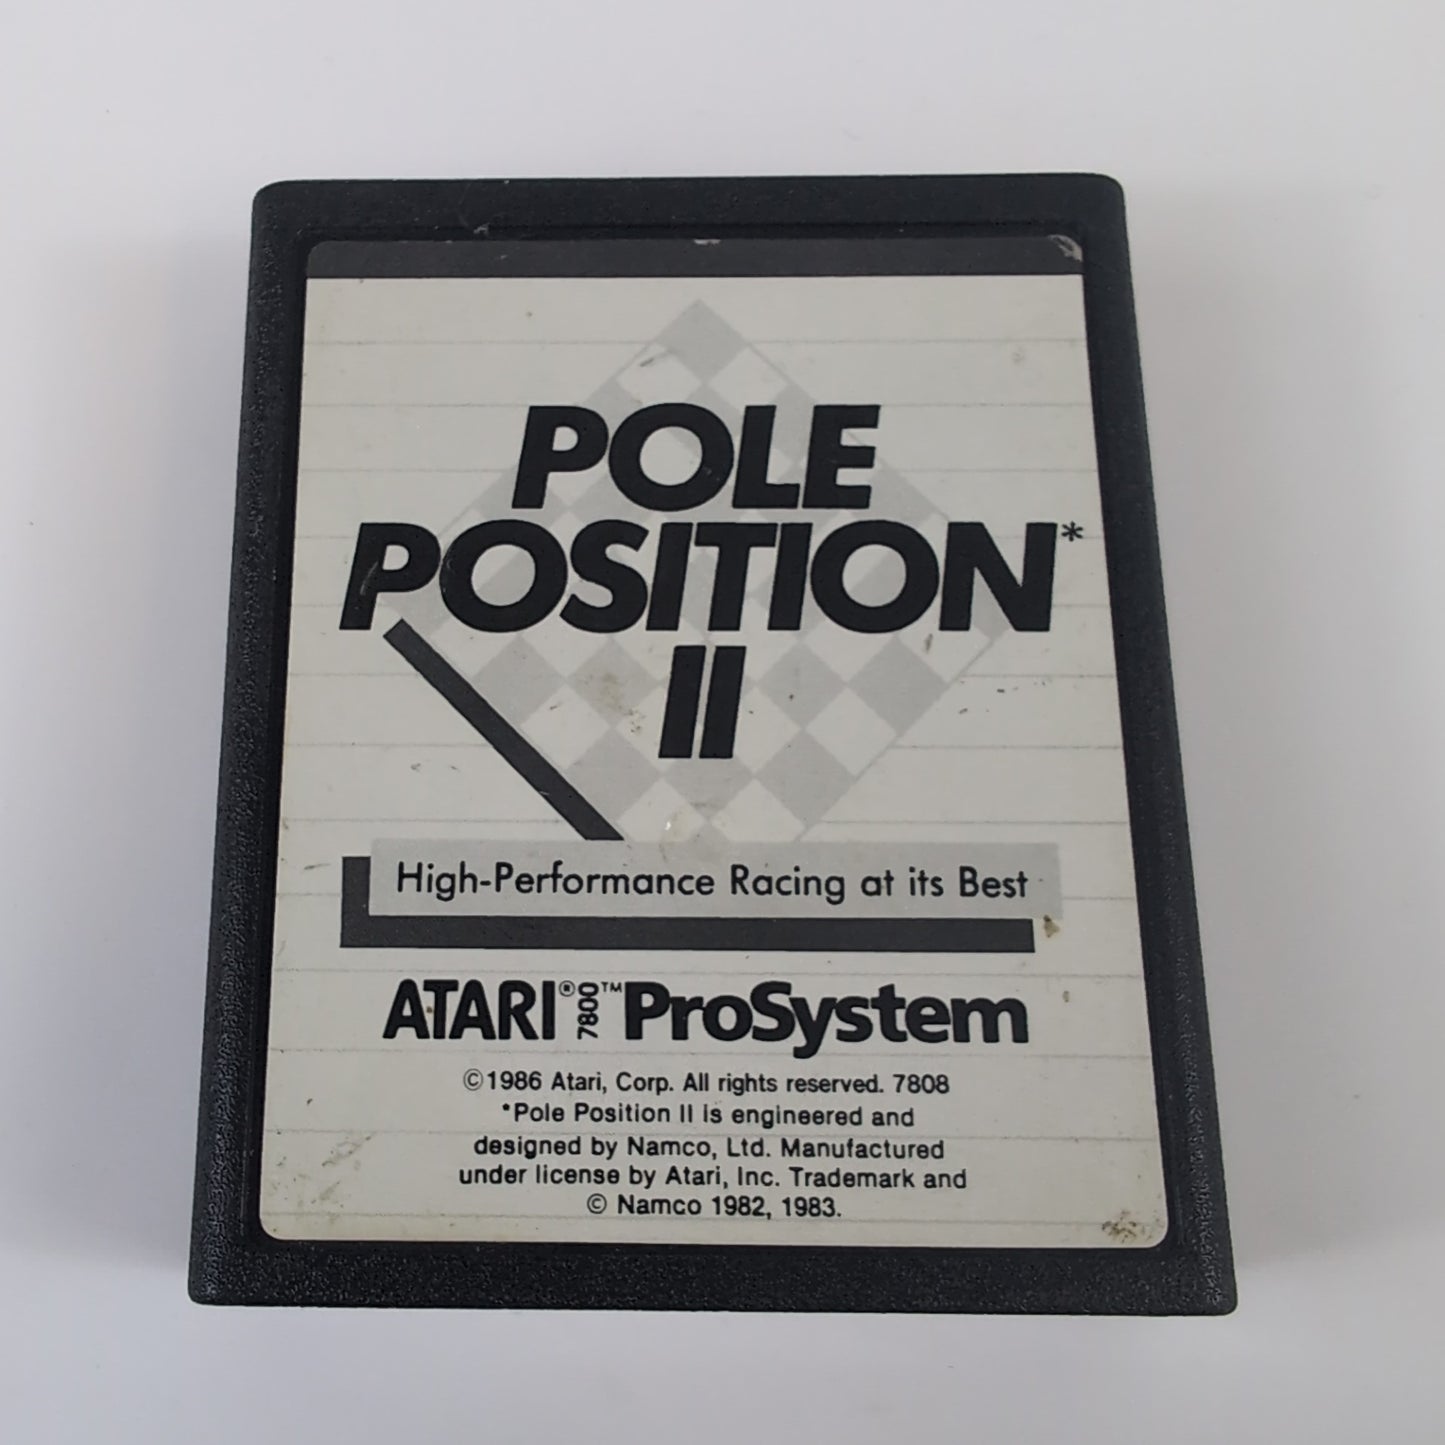 POLE
POSITION*
II
High-Performance Racing at its Best
ATARI® 7800™ ProSystem
©1986 Atari, Corp. All rights reserved. 7808
*Pole Position II is engineered and
designed by Namco, Ltd. Manufactured
under license by Atari, Inc. Trademark and
© Namco 1982, 1983.